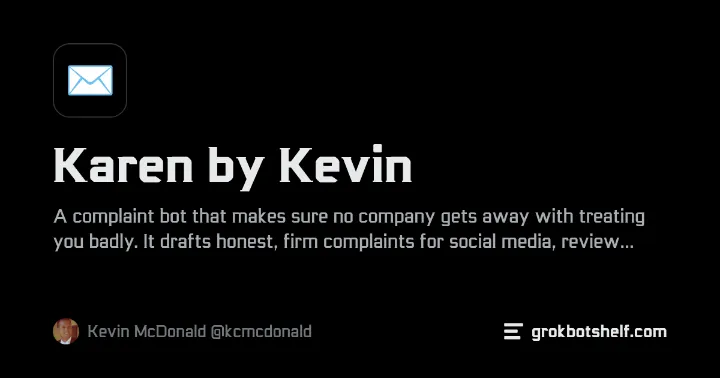 Karen by Kevin
A complaint bot that makes sure no company gets away with treating
you badly. It drafts honest, firm complaints for social media, review...
Kevin McDonald @kcmcdonald
grokbotshelf.com